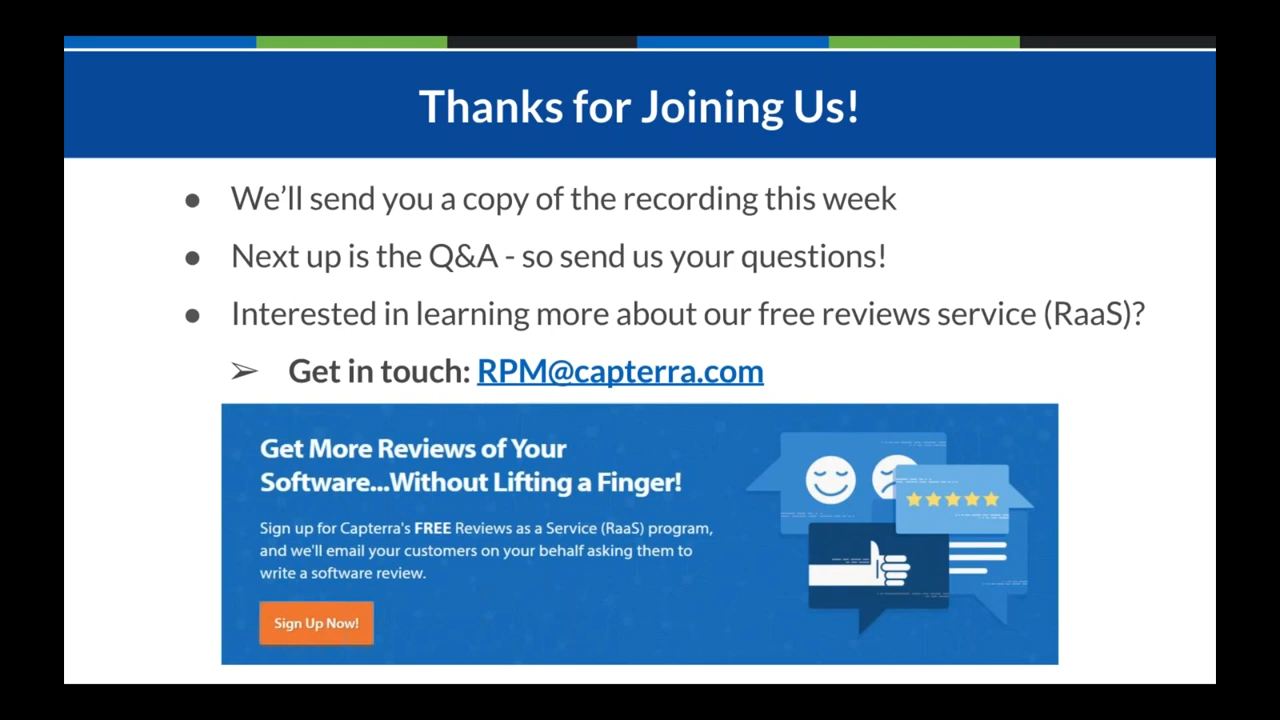 Thanks for Joining Us!
● We’ll send you a copy of the recording this week
● Next up is the Q&A - so send us your questions!
● Interested in learning more about our free reviews service (RaaS)?
➢ Get in touch: RPM@capterra.com
Get More Reviews of Your
Software...Without Lifting a Finger!
Sign up for Capterra's FREE Reviews as a Service (RaaS) program,
and we'll email your customers on your behalf asking them to
write a software review.
Sign Up Now!